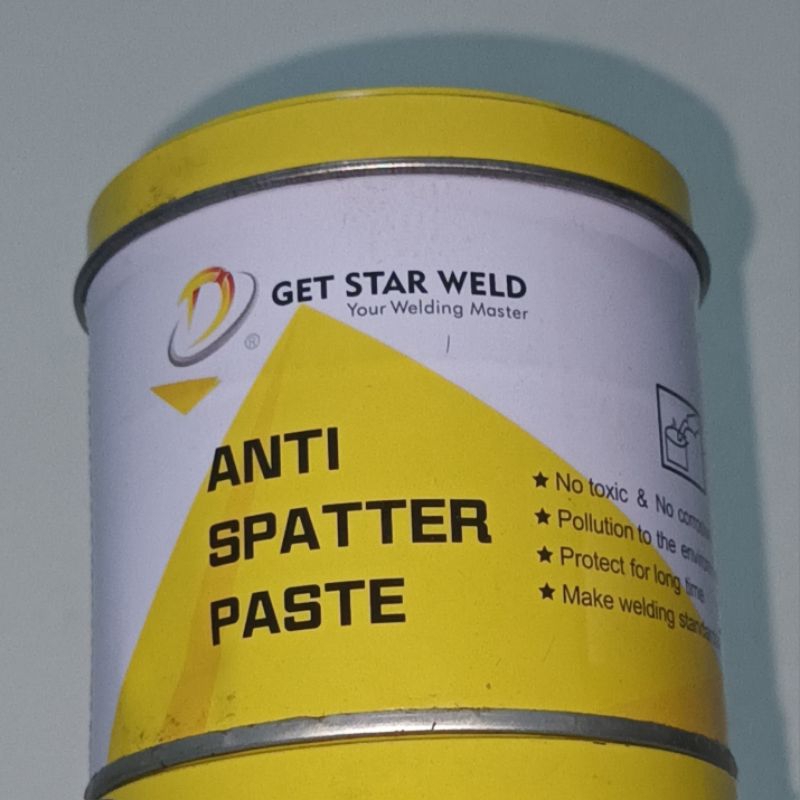 GET STAR WELD
Your Welding Master
®
ANTI
SPATTER
PASTE
★ No toxic & No
★ Pollution to the
★ Protect for long time
★ Make welding